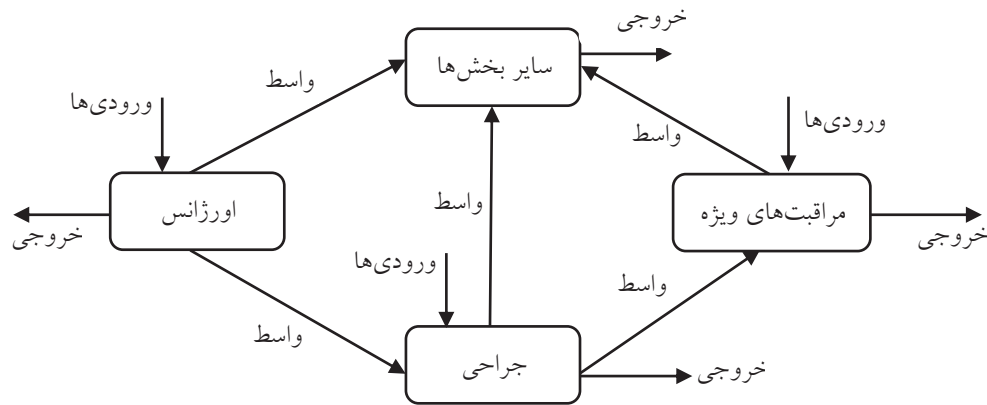 خروجی
سایر بخش‌ها
واسط
واسط
ورودی‌ها
ورودی‌ها
واسط
اورژانس
مراقبت‌های ویژه
خروجی
خروجی
ورودی‌ها
واسط
واسط
جراحی
خروجی